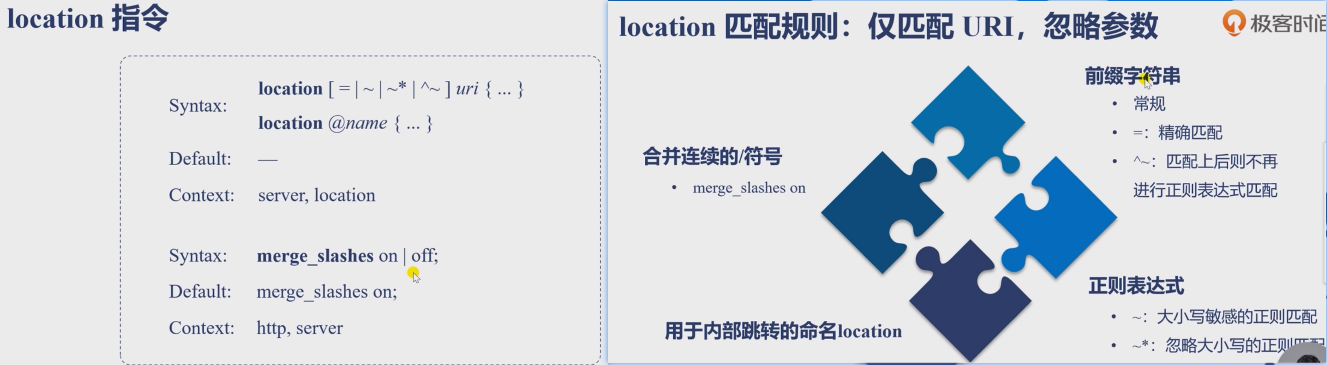 location 指令
Syntax:
location [ = | ~ | ~* | ^~ ] uri { ... }
location @name { ... }
Default: —
Context: server, location
Syntax: merge_slashes on | off;
Default: merge_slashes on;
Context: http, server
location 匹配规则：仅匹配 URI，忽略参数
极客时间
合并连续的/符号
• merge_slashes on
前缀字符串
• 常规
• =：精确匹配
• ^~：匹配上后则不再
进行正则表达式匹配
用于内部跳转的命名location
正则表达式
• ~：大小写敏感的正则匹配
• ~*：忽略大小写的正则匹配